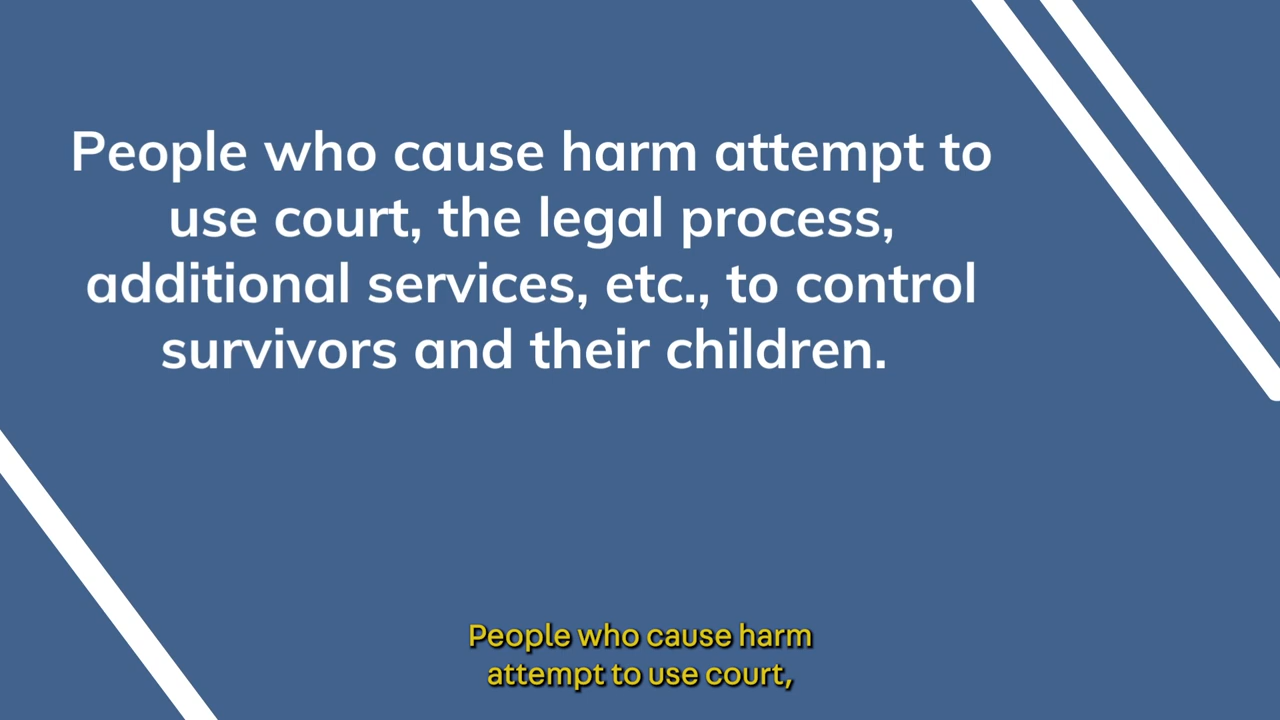 People who cause harm attempt to
use court, the legal process,
additional services, etc., to control
survivors and their children.
People who cause harm
attempt to use court,